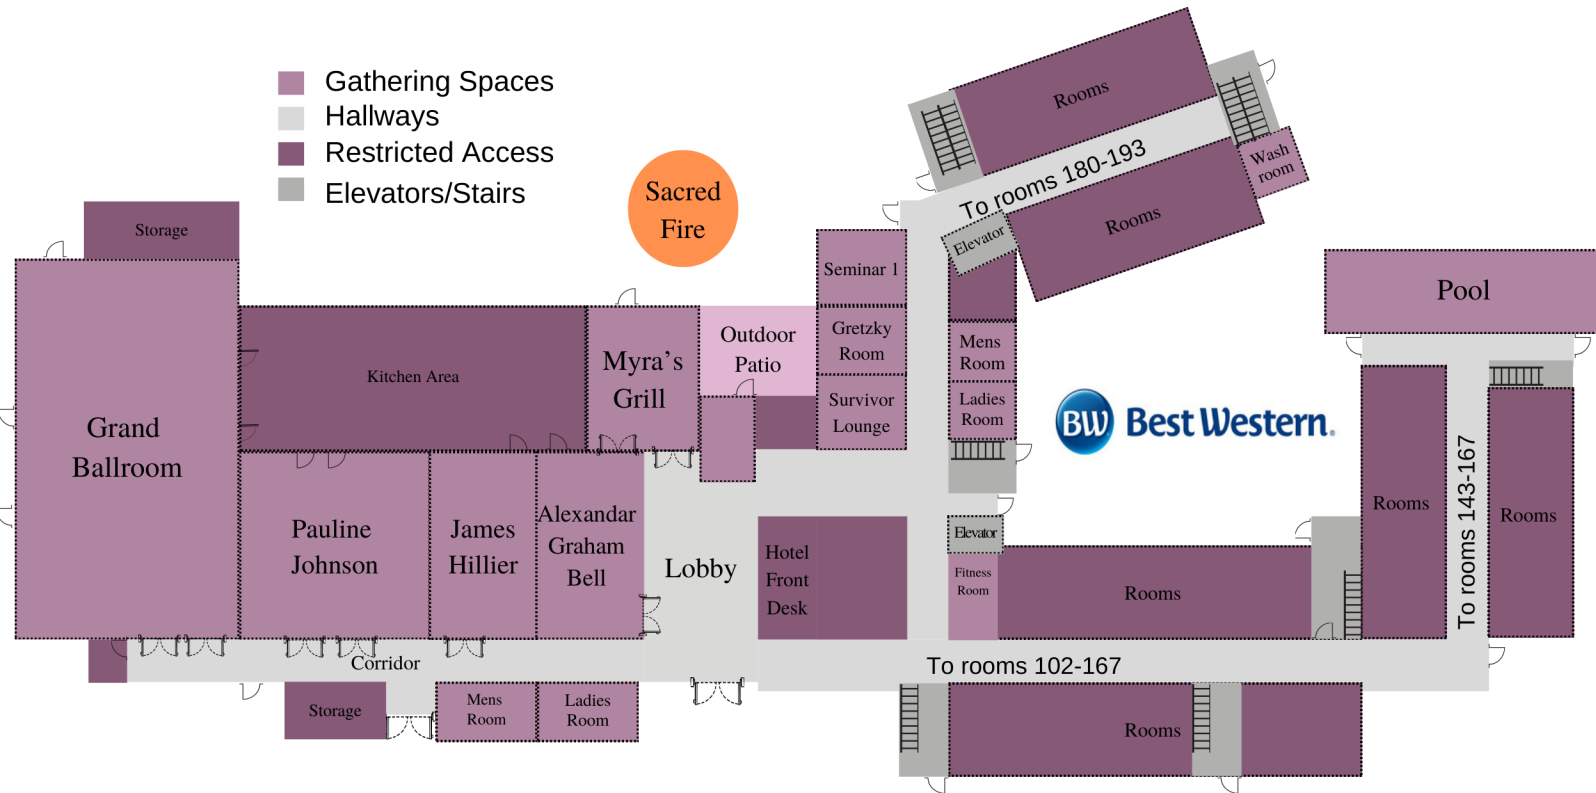 Gathering Spaces
Hallways
Restricted Access
Elevators/Stairs
Sacred
Fire
Rooms
Wash
room
To rooms 180-193
Rooms
Elevator
Storage
Seminar 1
Pool
Outdoor
Patio
Gretzky
Room
Mens
Room
Myra's
Grill
Kitchen Area
Survivor
Lounge
Ladies
Room
BW Best Western.
Grand
Ballroom
Pauline
Johnson
James
Hillier
Alexandar
Graham
Bell
Lobby
Hotel
Front
Desk
Elevator
Fitness
Room
Rooms
Rooms
To rooms 143-167
Rooms
Corridor
To rooms 102-167
Storage
Mens
Room
Ladies
Room
Rooms